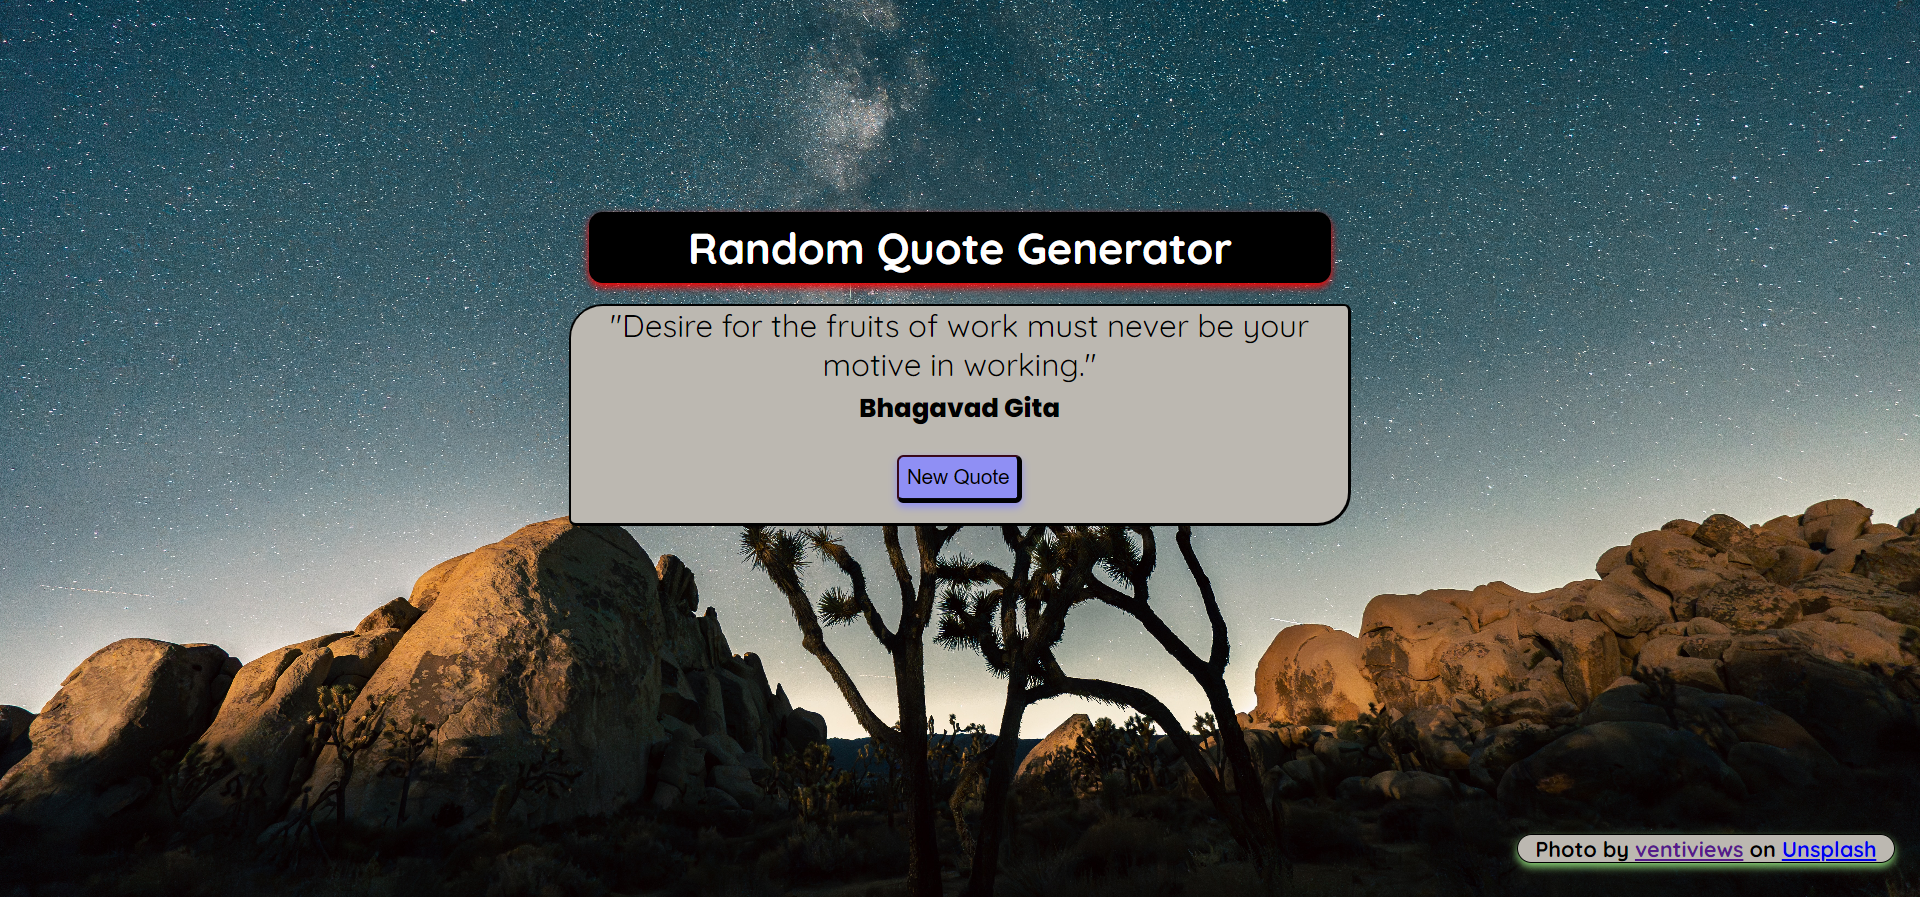 Random Quote Generator
"Desire for the fruits of work must never be your
motive in working."
Bhagavad Gita
New Quote
Photo by ventiviews on Unsplash